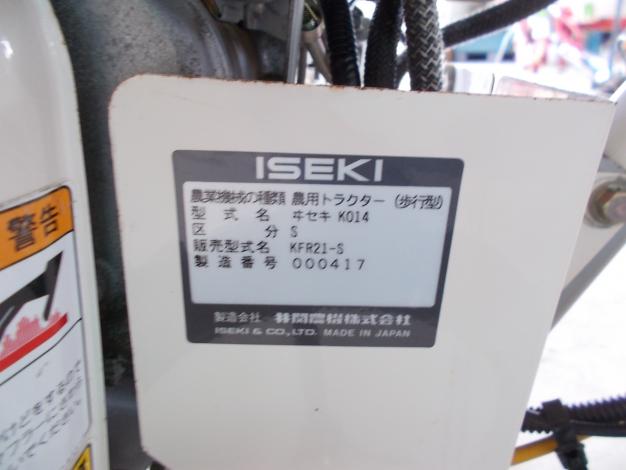 ISEKI
農業機械の種類 農用トラクター(歩行型)
型式名 ヰセキ K014
区分 S
販売型式名 KFR21-S
製造番号 000417
製造会社 井関農機株式会社
ISEKI & CO., LTD. MADE IN JAPAN
警告